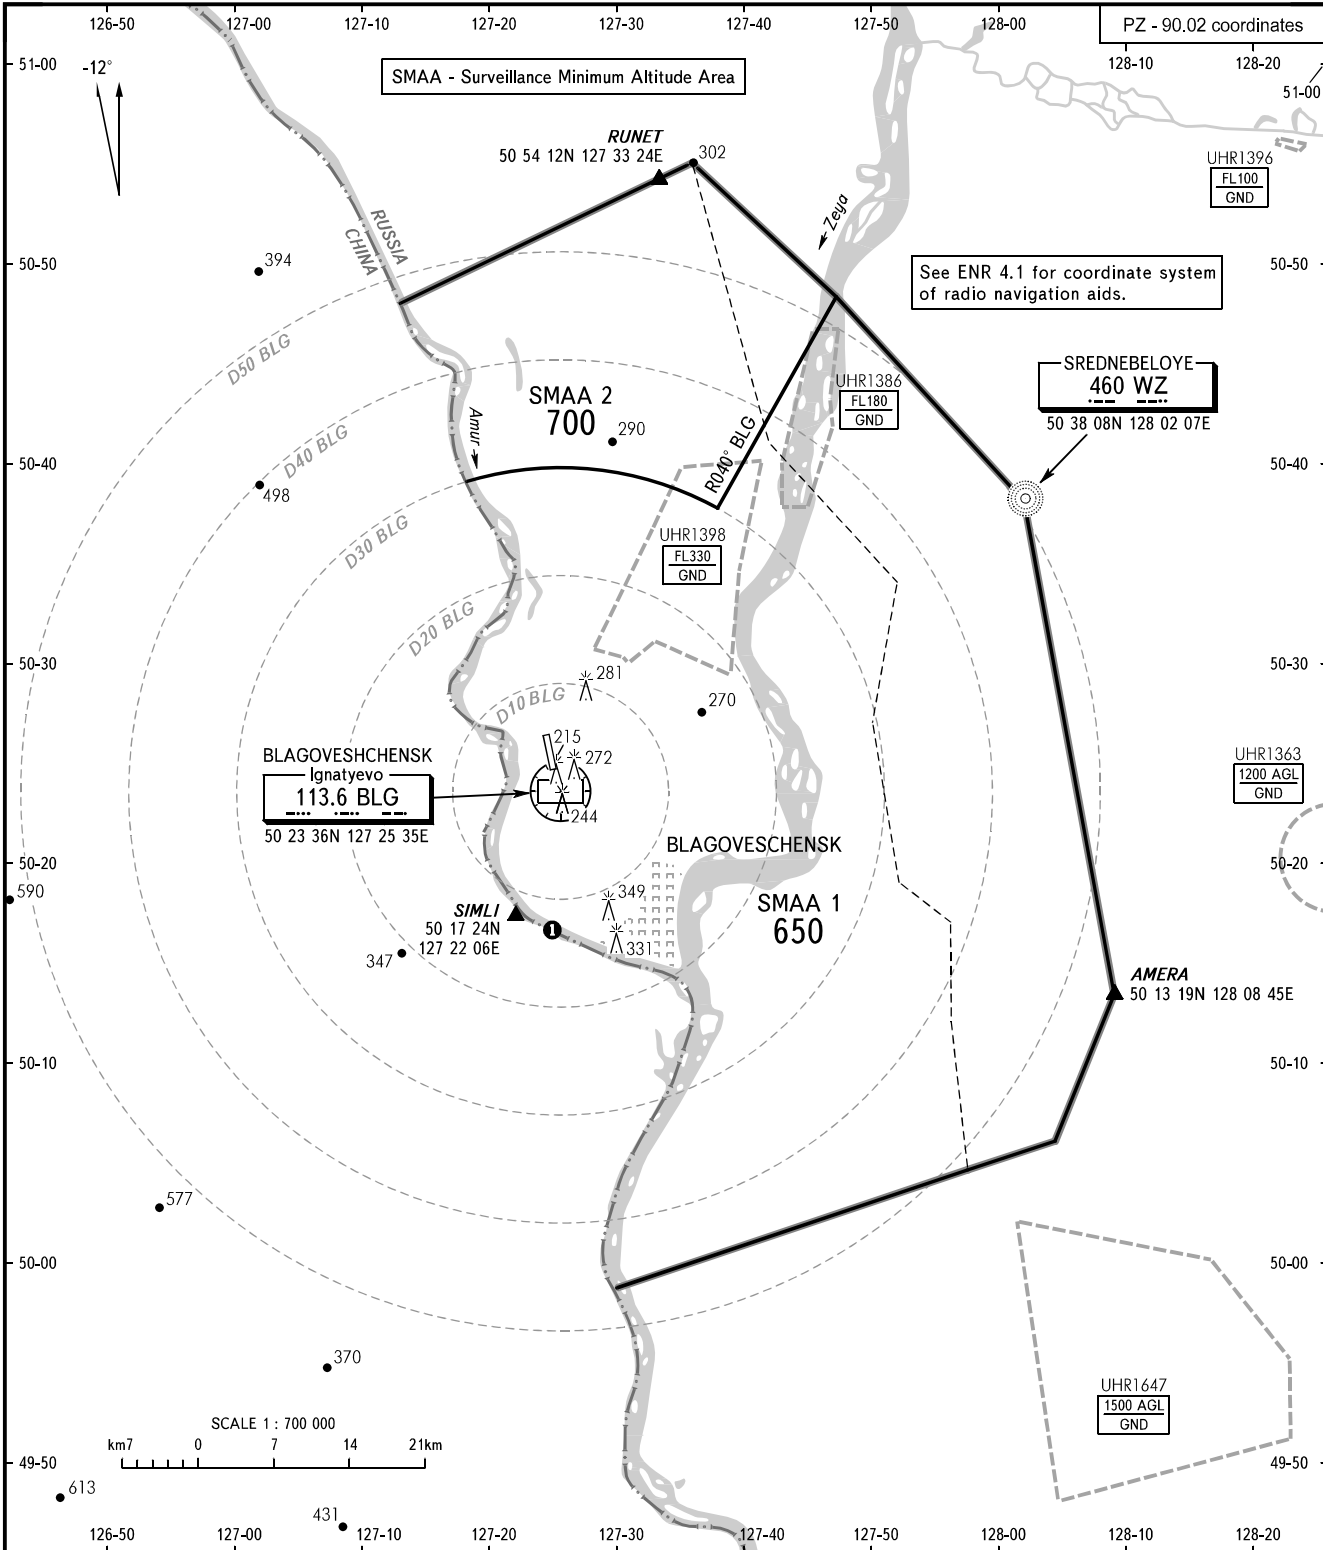 126-50 127-00 127-10 127-20 127-30 127-40 127-50 128-00
PZ - 90.02 coordinates
128-10 128-20
51-00
51-00
-12°
SMAA - Surveillance Minimum Altitude Area
RUNET
50 54 12N 127 33 24E
302
UHR1396
FL100
GND
RUSSIA
CHINA
Zeya
394
50-50
50-50
See ENR 4.1 for coordinate system
of radio navigation aids.
D50 BLG
SREDNEBELOYE
460 WZ
50 38 08N 128 02 07E
UHR1386
FL180
GND
SMAA 2
700
290
Amur
D40 BLG
R040° BLG
50-40
50-40
498
D30 BLG
UHR1398
FL330
GND
D20 BLG
50-30
50-30
281
270
D10 BLG
215
272
244
BLAGOVESHCHENSK
Ignatyevo
113.6 BLG
50 23 36N 127 25 35E
UHR1363
1200 AGL
GND
BLAGOVESCHENSK
50-20
50-20
590
349
331
SMAA 1
650
SIMLI
50 17 24N
127 22 06E
1
347
AMERA
50 13 19N 128 08 45E
50-10
50-10
577
50-00
50-00
370
UHR1647
1500 AGL
GND
SCALE 1 : 700 000
km7 0 7 14 21km
49-50
49-50
613
431
126-50 127-00 127-10 127-20 127-30 127-40 127-50 128-00 128-10 128-20